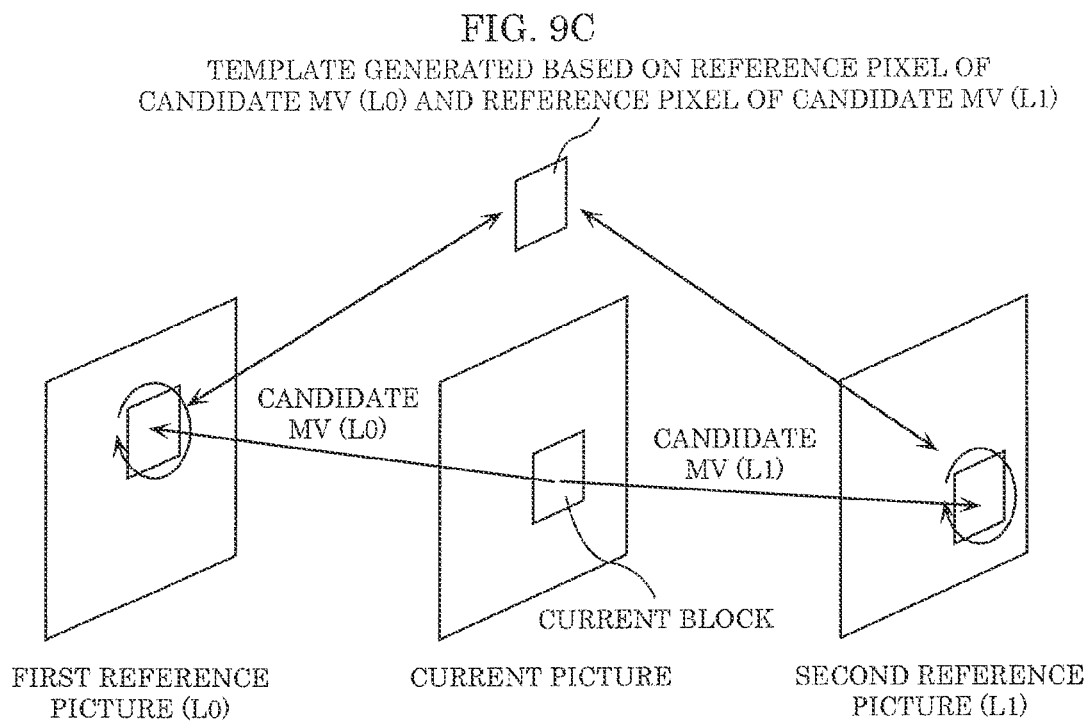 FIG. 9C
TEMPLATE GENERATED BASED ON REFERENCE PIXEL OF
CANDIDATE MV (L0) AND REFERENCE PIXEL OF CANDIDATE MV (L1)
CANDIDATE
MV (L0)
CANDIDATE
MV (L1)
CURRENT BLOCK
FIRST REFERENCE
PICTURE (L0)
CURRENT PICTURE
SECOND REFERENCE
PICTURE (L1)